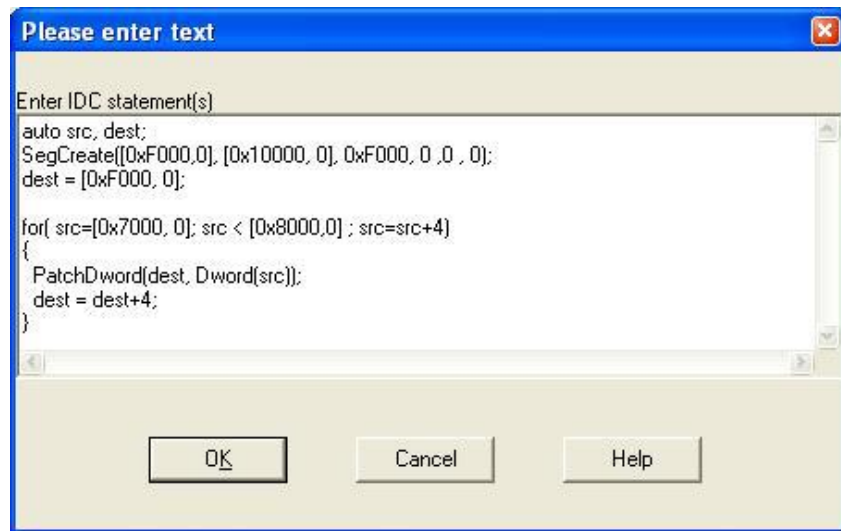 Please enter text
Enter IDC statement(s)
auto src, dest;
SegCreate([0xF000,0], [0x10000, 0], 0xF000, 0 ,0 , 0);
dest = [0xF000, 0];
for( src=[0x7000, 0]; src < [0x8000,0] ; src=src+4)
{
PatchDword(dest, Dword(src));
dest = dest+4;
}
OK
Cancel
Help